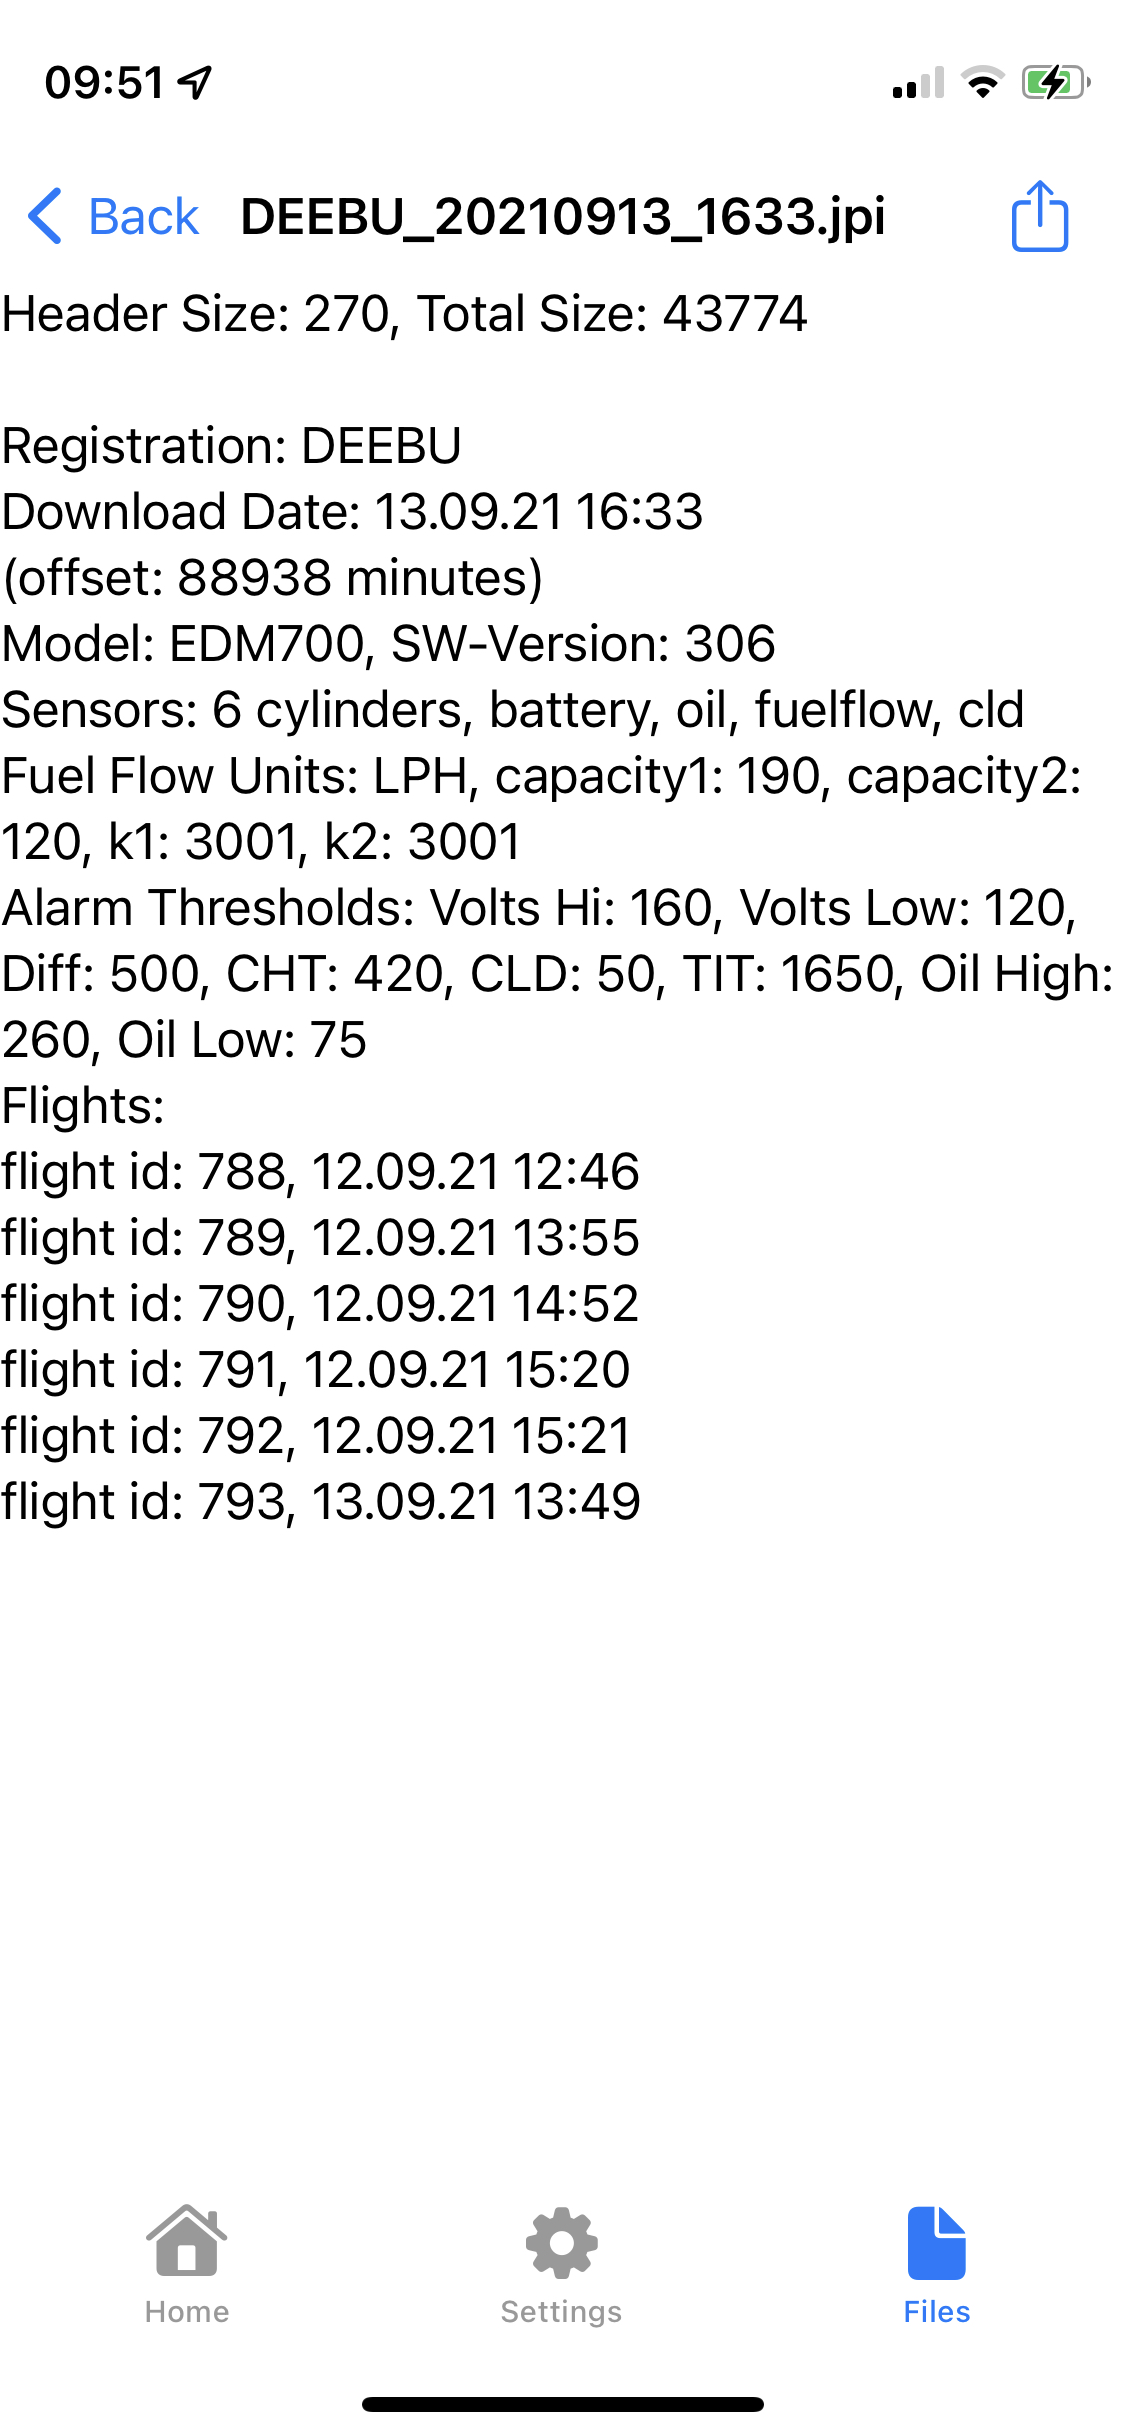 09:51
Back DEEBU_20210913_1633.jpi
Header Size: 270, Total Size: 43774
Registration: DEEBU
Download Date: 13.09.21 16:33
(offset: 88938 minutes)
Model: EDM700, SW-Version: 306
Sensors: 6 cylinders, battery, oil, fuelflow, cld
Fuel Flow Units: LPH, capacity1: 190, capacity2:
120, k1: 3001, k2: 3001
Alarm Thresholds: Volts Hi: 160, Volts Low: 120,
Diff: 500, CHT: 420, CLD: 50, TIT: 1650, Oil High:
260, Oil Low: 75
Flights:
flight id: 788, 12.09.21 12:46
flight id: 789, 12.09.21 13:55
flight id: 790, 12.09.21 14:52
flight id: 791, 12.09.21 15:20
flight id: 792, 12.09.21 15:21
flight id: 793, 13.09.21 13:49
Home Settings Files